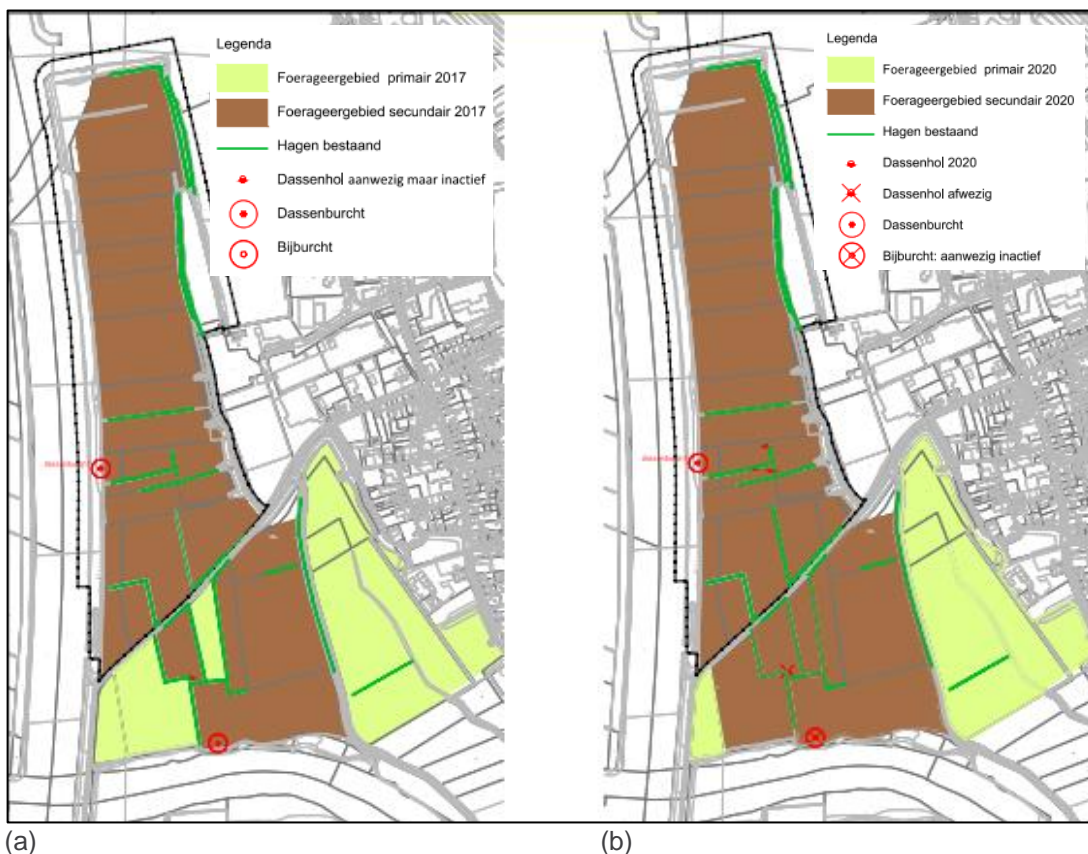 Legenda
Foerageergebied primair 2017
Foerageergebied secundair 2017
Hagen bestaand
Dassenhol aanwezig maar inactief
Dassenburcht
Bijburcht
(a)
Legenda
Foerageergebied primair 2020
Foerageergebied secundair 2020
Hagen bestaand
Dassenhol 2020
Dassenhol afwezig
Dassenburcht
Bijburcht: aanwezig inactief
(b)